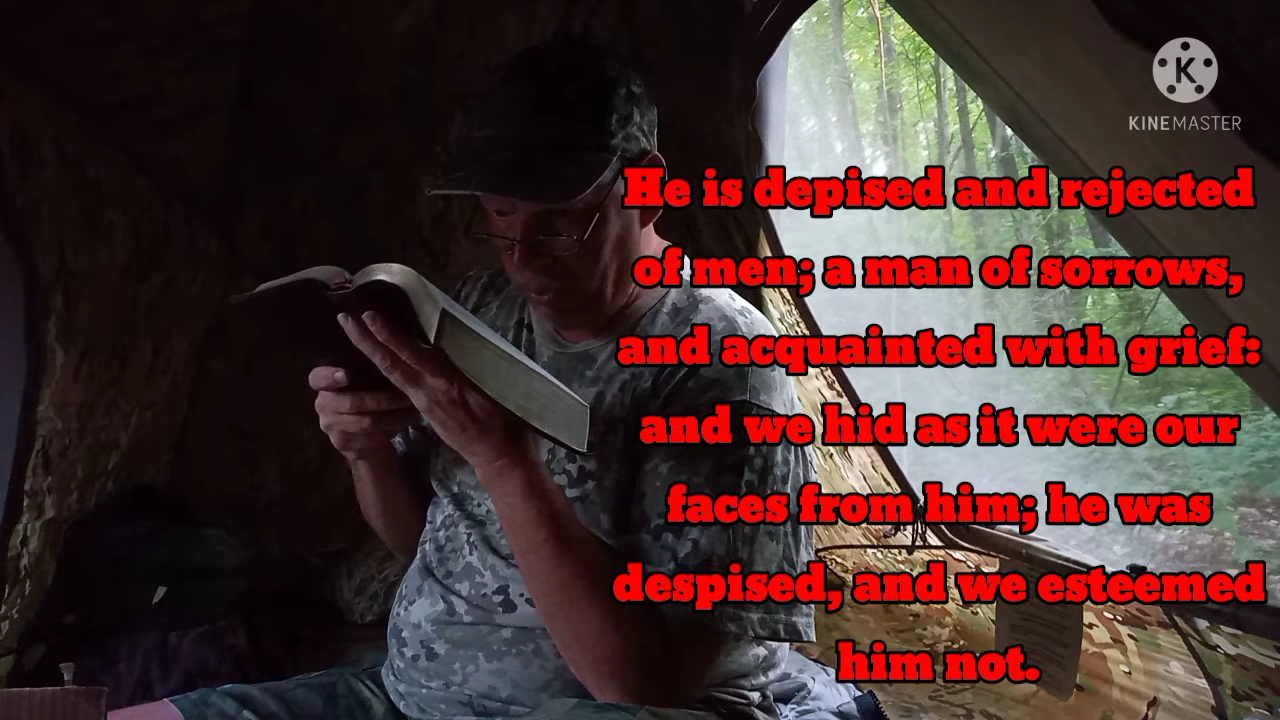 K
KINEMASTER
He is depised and rejected
of men; a man of sorrows,
and acquainted with grief:
and we hid as it were our
faces from him; he was
despised, and we esteemed
him not.